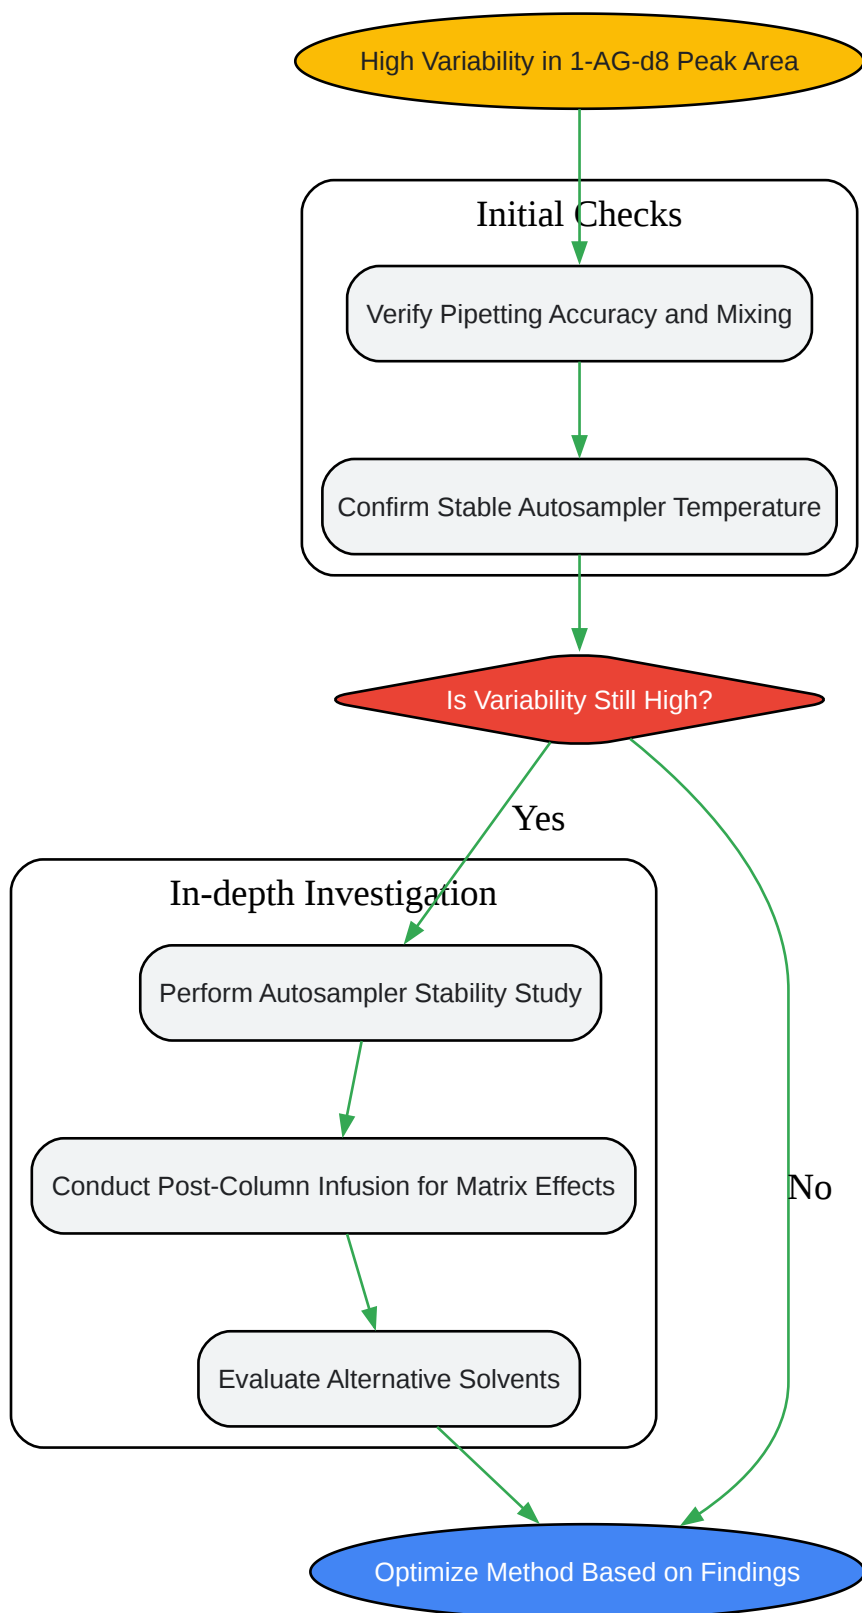 High Variability in 1-AG-d8 Peak Area
Initial Checks
Verify Pipetting Accuracy and Mixing
Confirm Stable Autosampler Temperature
Is Variability Still High?
Yes
In-depth Investigation
Perform Autosampler Stability Study
Conduct Post-Column Infusion for Matrix Effects
No
Evaluate Alternative Solvents
Optimize Method Based on Findings